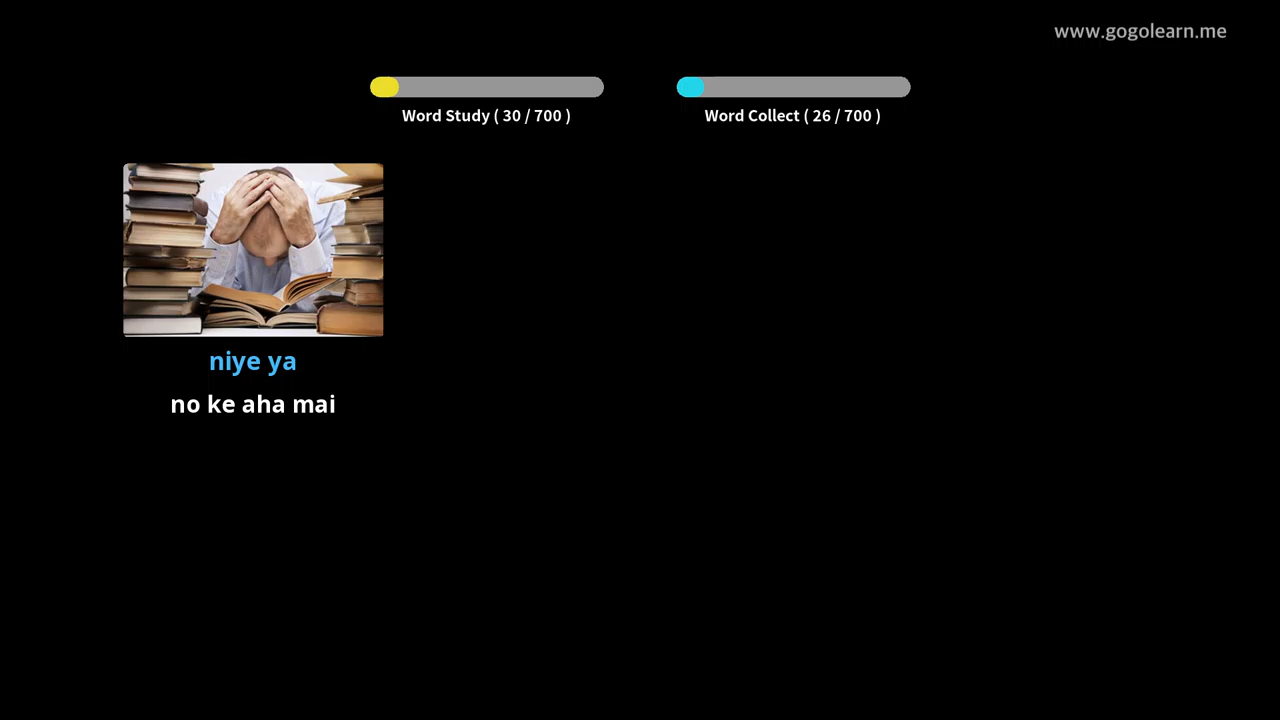 www.gogolearn.me
Word Study ( 30 / 700 )
Word Collect ( 26 / 700 )
niye ya
no ke aha mai